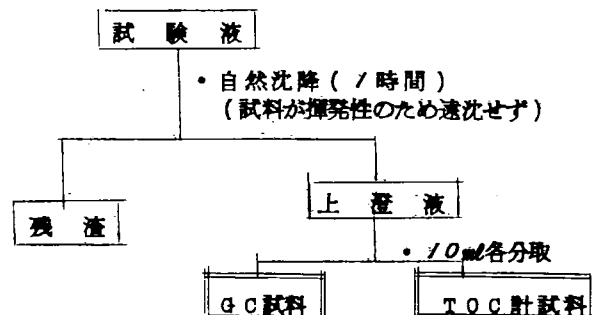 試験液
・自然沈降(1時間)
(試料が揮発性のため遠沈せず)
残渣
上澄液
・10ml各分取
GC試料
TOC計試料